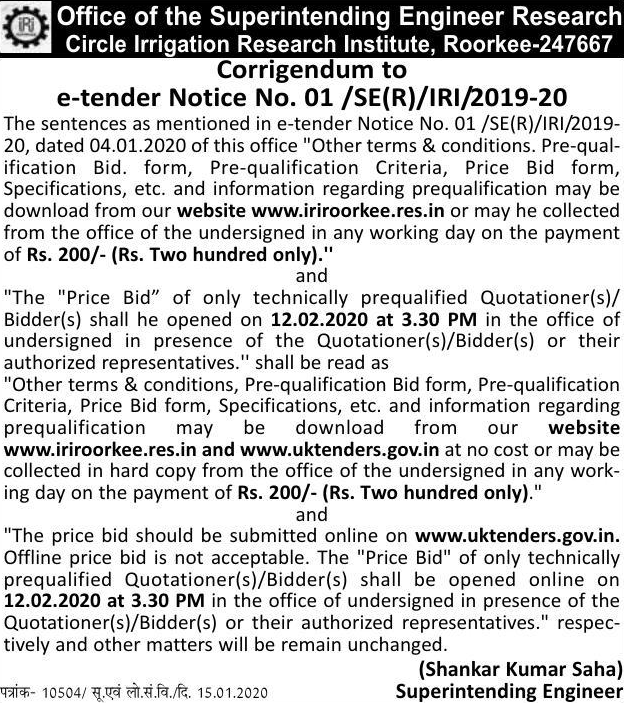 IRI
Office of the Superintending Engineer Research
Circle Irrigation Research Institute, Roorkee-247667
Corrigendum to
e-tender Notice No. 01 /SE(R)/IRI/2019-20
The sentences as mentioned in e-tender Notice No. 01 /SE(R)/IRI/2019-
20, dated 04.01.2020 of this office "Other terms & conditions. Pre-qual-
ification Bid. form, Pre-qualification Criteria, Price Bid form,
Specifications, etc. and information regarding prequalification may be
download from our website www.iriroorkee.res.in or may he collected
from the office of the undersigned in any working day on the payment
of Rs. 200/- (Rs. Two hundred only).''
and
"The "Price Bid” of only technically prequalified Quotationer(s)/
Bidder(s) shall he opened on 12.02.2020 at 3.30 PM in the office of
undersigned in presence of the Quotationer(s)/Bidder(s) or their
authorized representatives.'' shall be read as
"Other terms & conditions, Pre-qualification Bid form, Pre-qualification
Criteria, Price Bid form, Specifications, etc. and information regarding
prequalification may be download from our website
www.iriroorkee.res.in and www.uktenders.gov.in at no cost or may be
collected in hard copy from the office of the undersigned in any work-
ing day on the payment of Rs. 200/- (Rs. Two hundred only)."
and
"The price bid should be submitted online on www.uktenders.gov.in.
Offline price bid is not acceptable. The "Price Bid" of only technically
prequalified Quotationer(s)/Bidder(s) shall be opened online on
12.02.2020 at 3.30 PM in the office of undersigned in presence of the
Quotationer(s)/Bidder(s) or their authorized representatives." respec-
tively and other matters will be remain unchanged.
(Shankar Kumar Saha)
पत्रांक- 10504/ सू.एवं लो.सं.वि./दि. 15.01.2020
Superintending Engineer